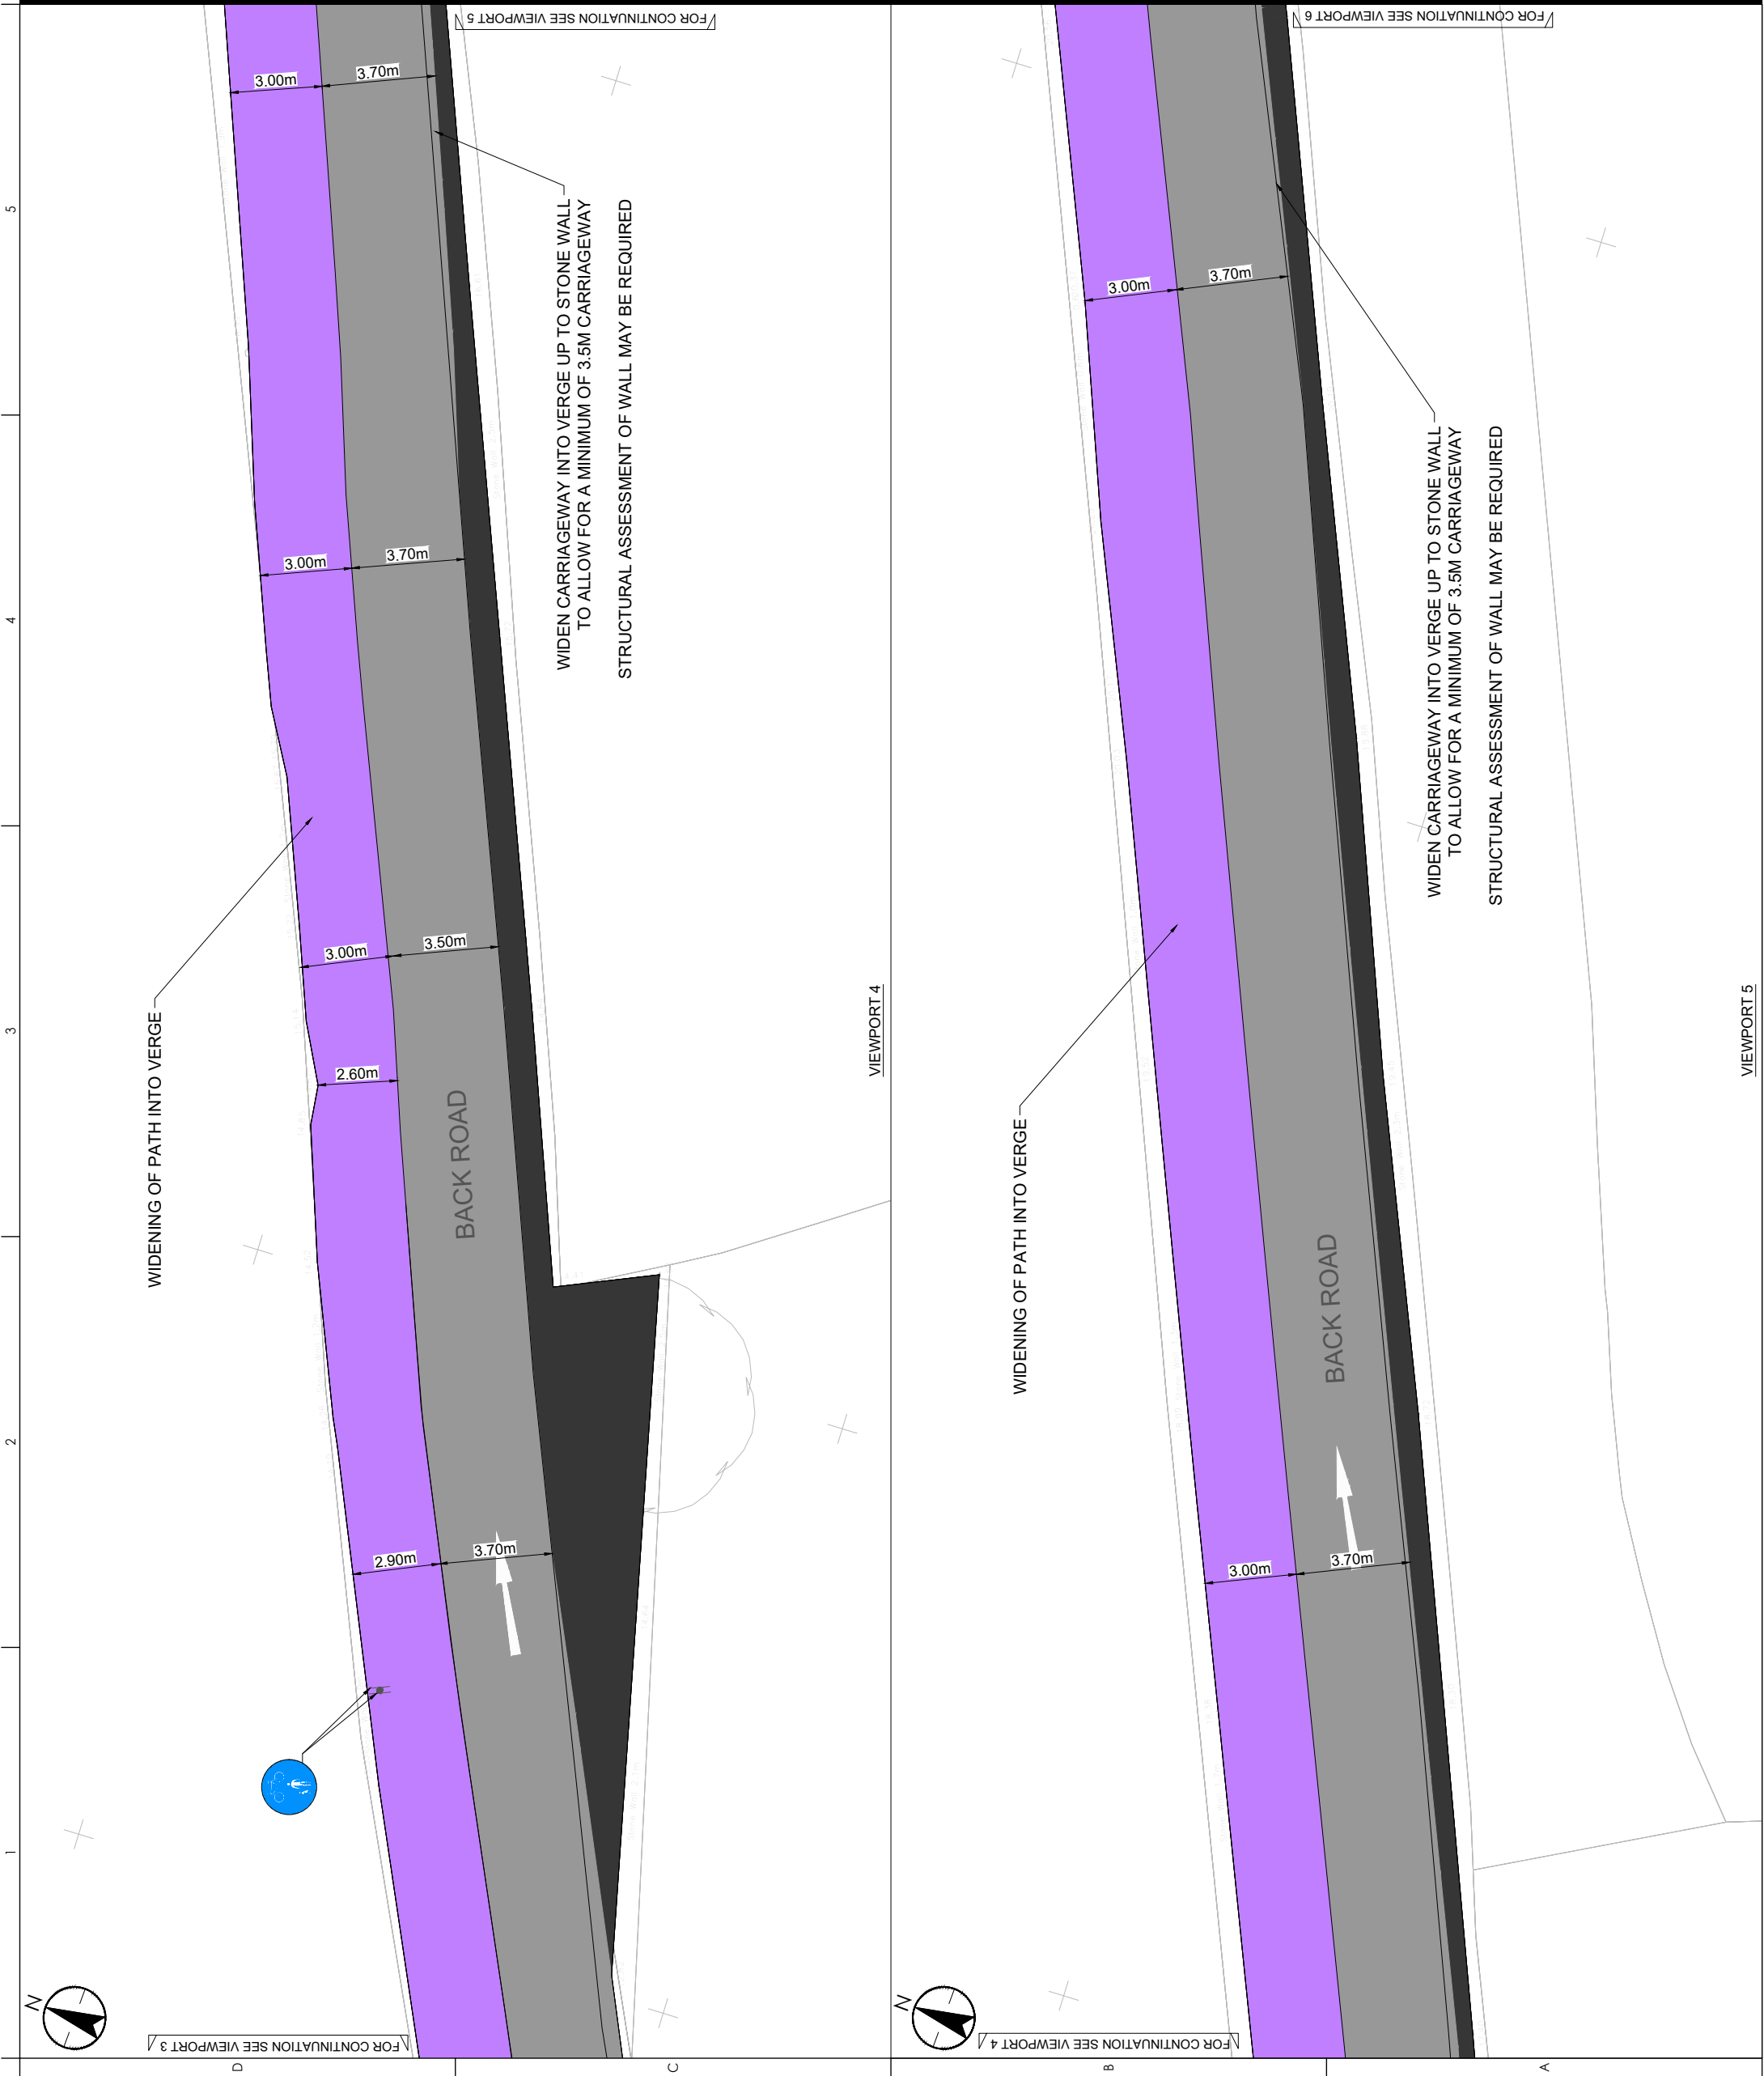 N
FOR CONTINUATION SEE VIEWPORT 3
WIDENING OF PATH INTO VERGE
2.90m
3.70m
2.60m
3.00m
3.50m
3.00m
3.70m
3.00m
3.70m
BACK ROAD
WIDEN CARRIAGEWAY INTO VERGE UP TO STONE WALL
TO ALLOW FOR A MINIMUM OF 3.5M CARRIAGEWAY
STRUCTURAL ASSESSMENT OF WALL MAY BE REQUIRED
FOR CONTINUATION SEE VIEWPORT 5
VIEWPORT 4
N
FOR CONTINUATION SEE VIEWPORT 4
WIDENING OF PATH INTO VERGE
3.00m
3.70m
3.00m
3.70m
BACK ROAD
WIDEN CARRIAGEWAY INTO VERGE UP TO STONE WALL
TO ALLOW FOR A MINIMUM OF 3.5M CARRIAGEWAY
STRUCTURAL ASSESSMENT OF WALL MAY BE REQUIRED
FOR CONTINUATION SEE VIEWPORT 6
VIEWPORT 5
1
2
3
4
5
D
C
B
A